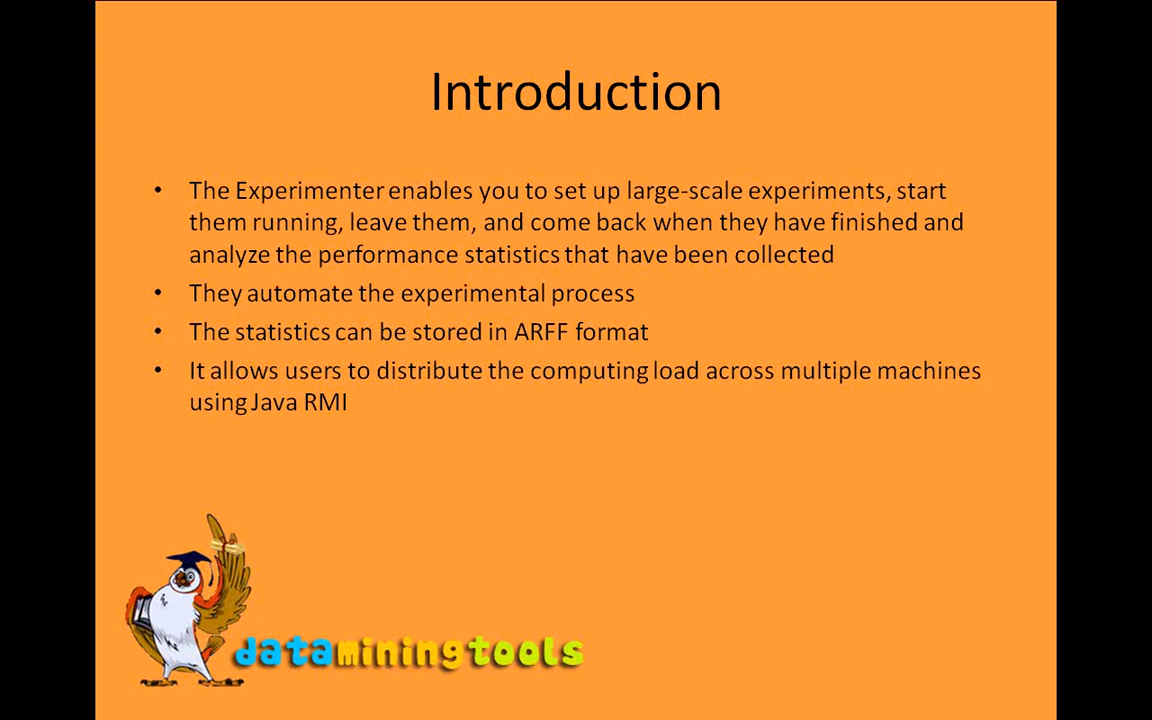 Introduction
• The Experimenter enables you to set up large-scale experiments, start
them running, leave them, and come back when they have finished and
analyze the performance statistics that have been collected
• They automate the experimental process
• The statistics can be stored in ARFF format
• It allows users to distribute the computing load across multiple machines
using Java RMI
dataminingtools